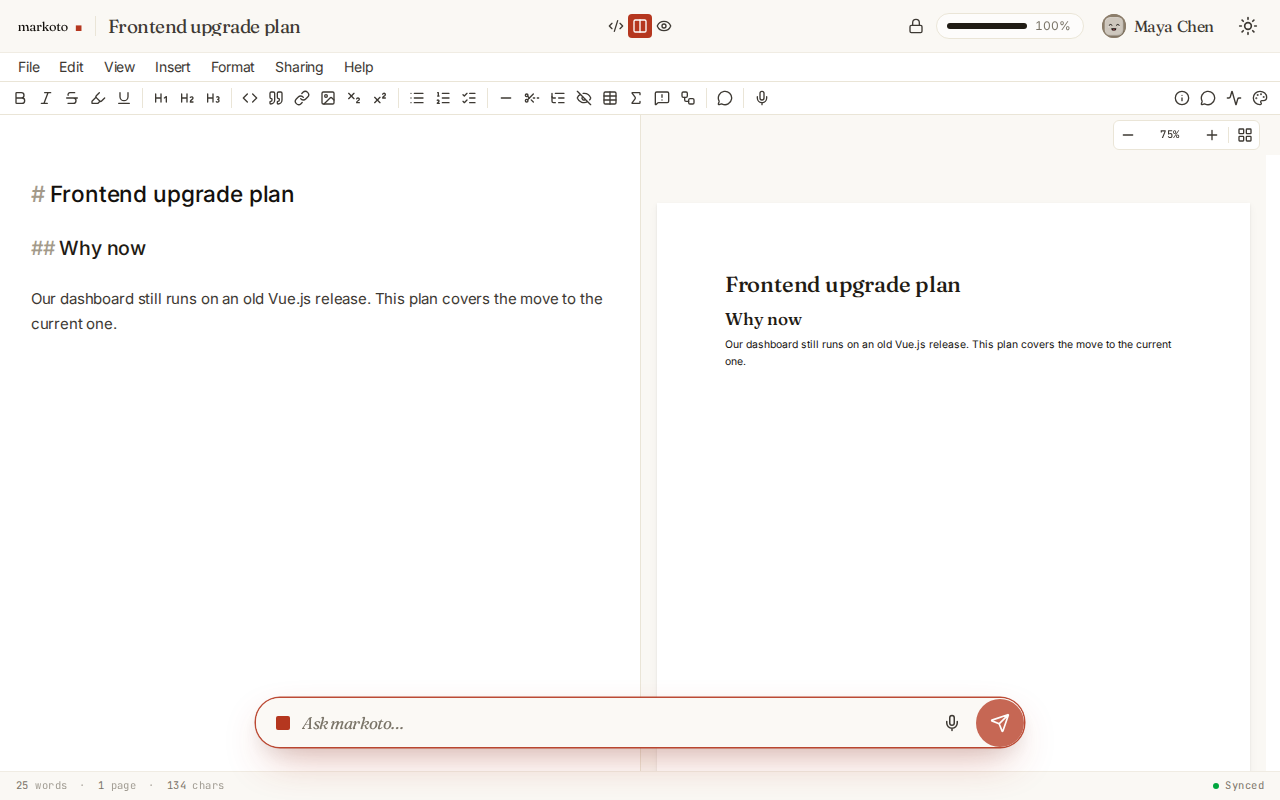 markoto
Frontend upgrade plan
100%
Maya Chen
File Edit View Insert Format Sharing Help
H1 H2 H3
75%
# Frontend upgrade plan
## Why now
Our dashboard still runs on an old Vue.js release. This plan covers the move to the
current one.
Frontend upgrade plan
Why now
Our dashboard still runs on an old Vue.js release. This plan covers the move to the current
one.
Ask markoto...
25 words · 1 page · 134 chars
Synced